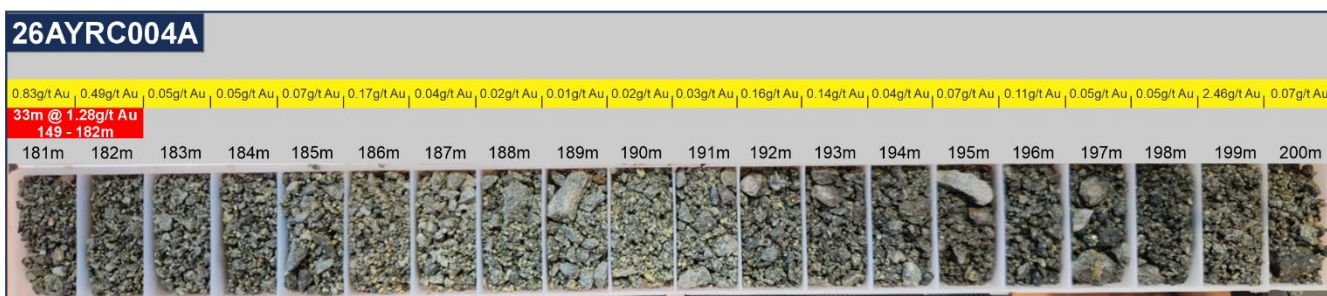 26AYRC004A
0.83g/t Au 0.49g/t Au 0.05g/t Au 0.05g/t Au 0.07g/t Au 0.17g/t Au 0.04g/t Au 0.02g/t Au 0.01g/t Au 0.02g/t Au 0.03g/t Au 0.16g/t Au 0.14g/t Au 0.04g/t Au 0.07g/t Au 0.11g/t Au 0.05g/t Au 0.05g/t Au 2.46g/t Au 0.07g/t Au
33m @ 1.28g/t Au
149 - 182m
181m 182m 183m 184m 185m 186m 187m 188m 189m 190m 191m 192m 193m 194m 195m 196m 197m 198m 199m 200m